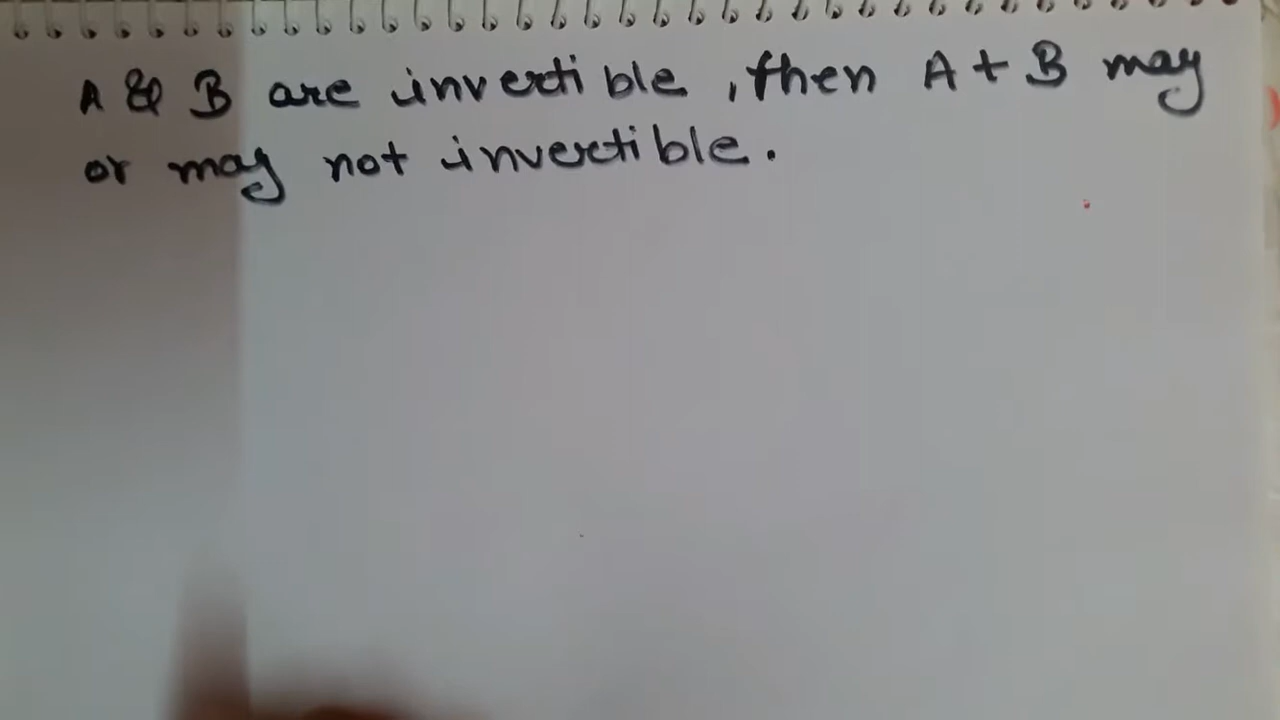 A & B are invertible, then A + B may
or may not invertible.